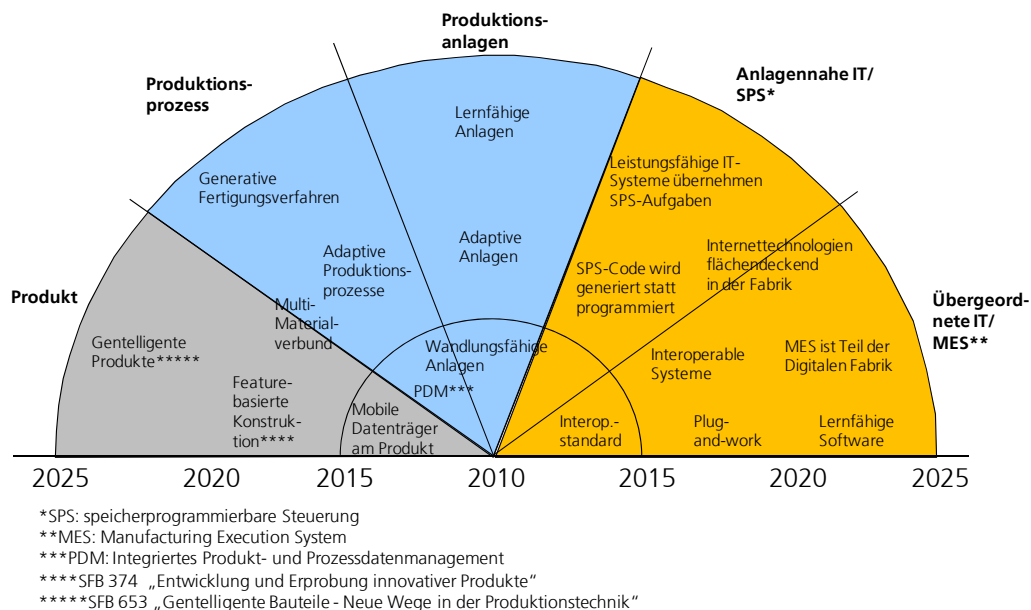 Produktions-
anlagen
Produktions-
prozess
Anlagennahe IT/
SPS*
Lernfähige
Anlagen
Leistungsfähige IT-
Systeme übernehmen
SPS-Aufgaben
Generative
Fertigungsverfahren
Adaptive
Anlagen
Adaptive
Produktions-
prozesse
Internettechnologien
flächendeckend
in der Fabrik
SPS-Code wird
generiert statt
programmiert
Produkt
Multi-
Material-
verbund
Übergeord-
nete IT/
MES**
Gentelligente
Produkte*****
Wandlungsfähige
Anlagen
PDM***
Interoperable
Systeme
MES ist Teil der
Digitalen Fabrik
Feature-
basierte
Konstruk-
tion****
Mobile
Datenträger
am Produkt
Interop.-
standard
Plug-
and-work
Lernfähige
Software
2025 2020 2015 2010 2015 2020 2025
*SPS: speicherprogrammierbare Steuerung
**MES: Manufacturing Execution System
***PDM: Integriertes Produkt- und Prozessdatenmanagement
****SFB 374 „Entwicklung und Erprobung innovativer Produkte“
*****SFB 653 „Gentelligente Bauteile - Neue Wege in der Produktionstechnik“